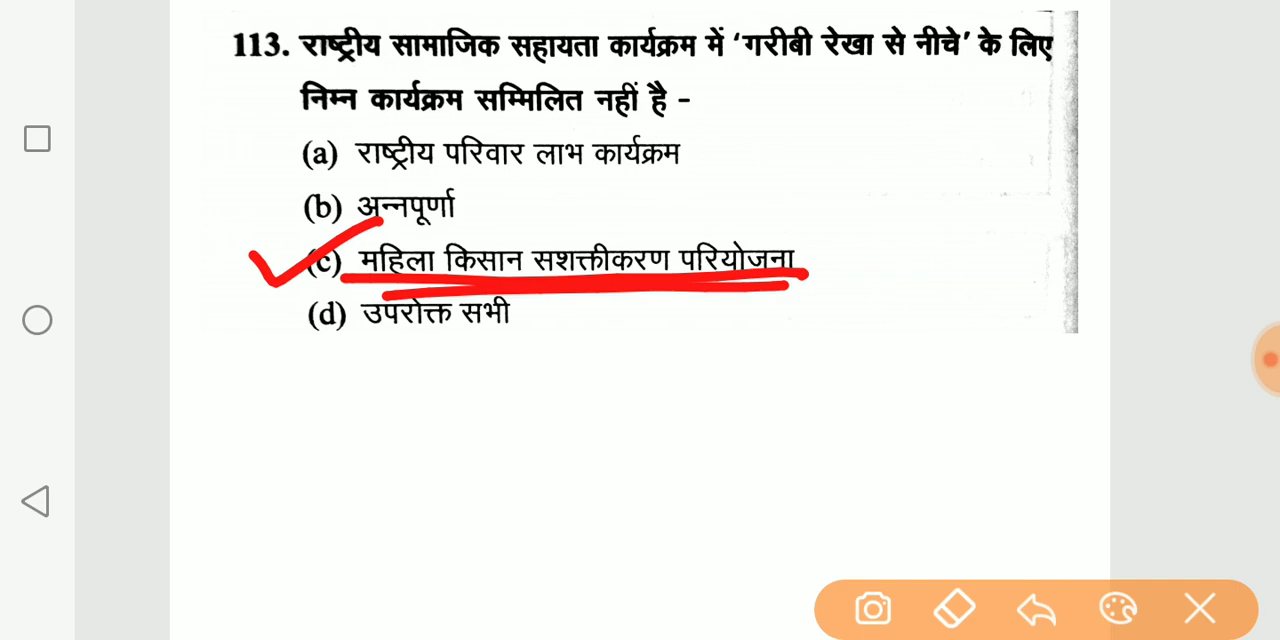 113. राष्ट्रीय सामाजिक सहायता कार्यक्रम में ‘गरीबी रेखा से नीचे’ के लिए
निम्न कार्यक्रम सम्मिलित नहीं है -
(a) राष्ट्रीय परिवार लाभ कार्यक्रम
(b) अन्नपूर्णा
(c) महिला किसान सशक्तीकरण परियोजना
(d) उपरोक्त सभी